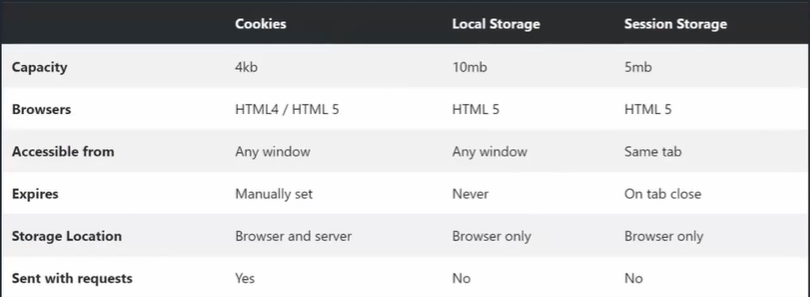 Cookies Local Storage Session Storage
Capacity 4kb 10mb 5mb
Browsers HTML4 / HTML 5 HTML 5 HTML 5
Accessible from Any window Any window Same tab
Expires Manually set Never On tab close
Storage Location Browser and server Browser only Browser only
Sent with requests Yes No No